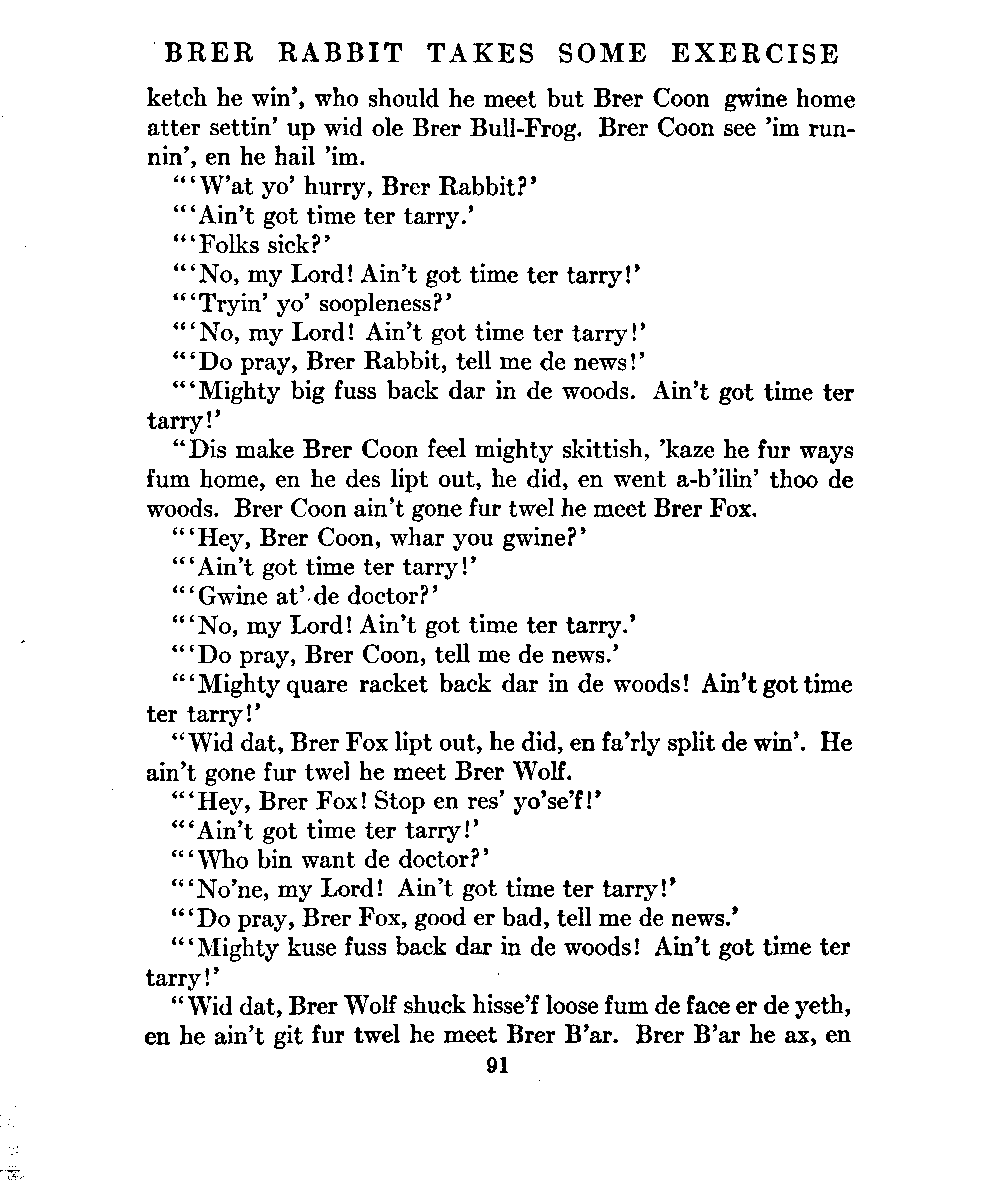 BRER RABBIT TAKES SOME EXERCISE
ketch he win’, who should he meet but Brer Coon gwine home
atter settin’ up wid ole Brer Bull-Frog. Brer Coon see ’im run-
nin’, en he hail ’im.
“‘W’at yo’ hurry, Brer Rabbit?’
“‘Ain’t got time ter tarry.’
“‘Folks sick?’
“‘No, my Lord! Ain’t got time ter tarry!’
“‘Tryin’ yo’ soopleness?’
“‘No, my Lord! Ain’t got time ter tarry!’
“‘Do pray, Brer Rabbit, tell me de news!’
“‘Mighty big fuss back dar in de woods. Ain’t got time ter
tarry!’
“Dis make Brer Coon feel mighty skittish, ’kaze he fur ways
fum home, en he des lipt out, he did, en went a-b’ilin’ thoo de
woods. Brer Coon ain’t gone fur twel he meet Brer Fox.
“‘Hey, Brer Coon, whar you gwine?’
“‘Ain’t got time ter tarry!’
“‘Gwine at’ de doctor?’
“‘No, my Lord! Ain’t got time ter tarry.’
“‘Do pray, Brer Coon, tell me de news.’
“‘Mighty quare racket back dar in de woods! Ain’t got time
ter tarry!’
“Wid dat, Brer Fox lipt out, he did, en fa’rly split de win’. He
ain’t gone fur twel he meet Brer Wolf.
“‘Hey, Brer Fox! Stop en res’ yo’se’f!’
“‘Ain’t got time ter tarry!’
“‘Who bin want de doctor?’
“‘No’ne, my Lord! Ain’t got time ter tarry!’
“‘Do pray, Brer Fox, good er bad, tell me de news.’
“‘Mighty kuse fuss back dar in de woods! Ain’t got time ter
tarry!’
“Wid dat, Brer Wolf shuck hisse’f loose fum de face er de yeth,
en he ain’t git fur twel he meet Brer B’ar. Brer B’ar he ax, en
91